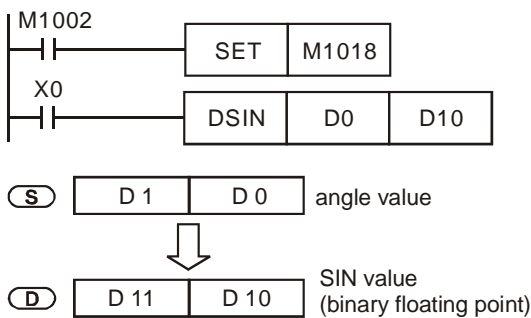 M1002
SET M1018
X0
DSIN D0 D10
S D 1 D 0 angle value
D D 11 D 10 SIN value
(binary floating point)